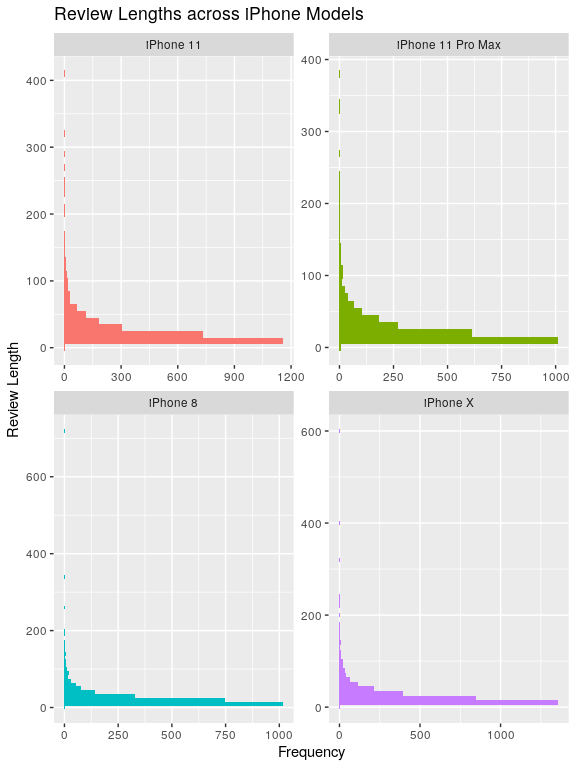 Review Lengths across iPhone Models
iPhone 11
iPhone 11 Pro Max
400
300
200
100
0
0 300 600 900 1200
400
300
200
100
0
0 250 500 750 1000
iPhone 8
iPhone X
600
400
200
0
0 250 500 750 1000
600
400
200
0
0 500 1000
Review Length
Frequency